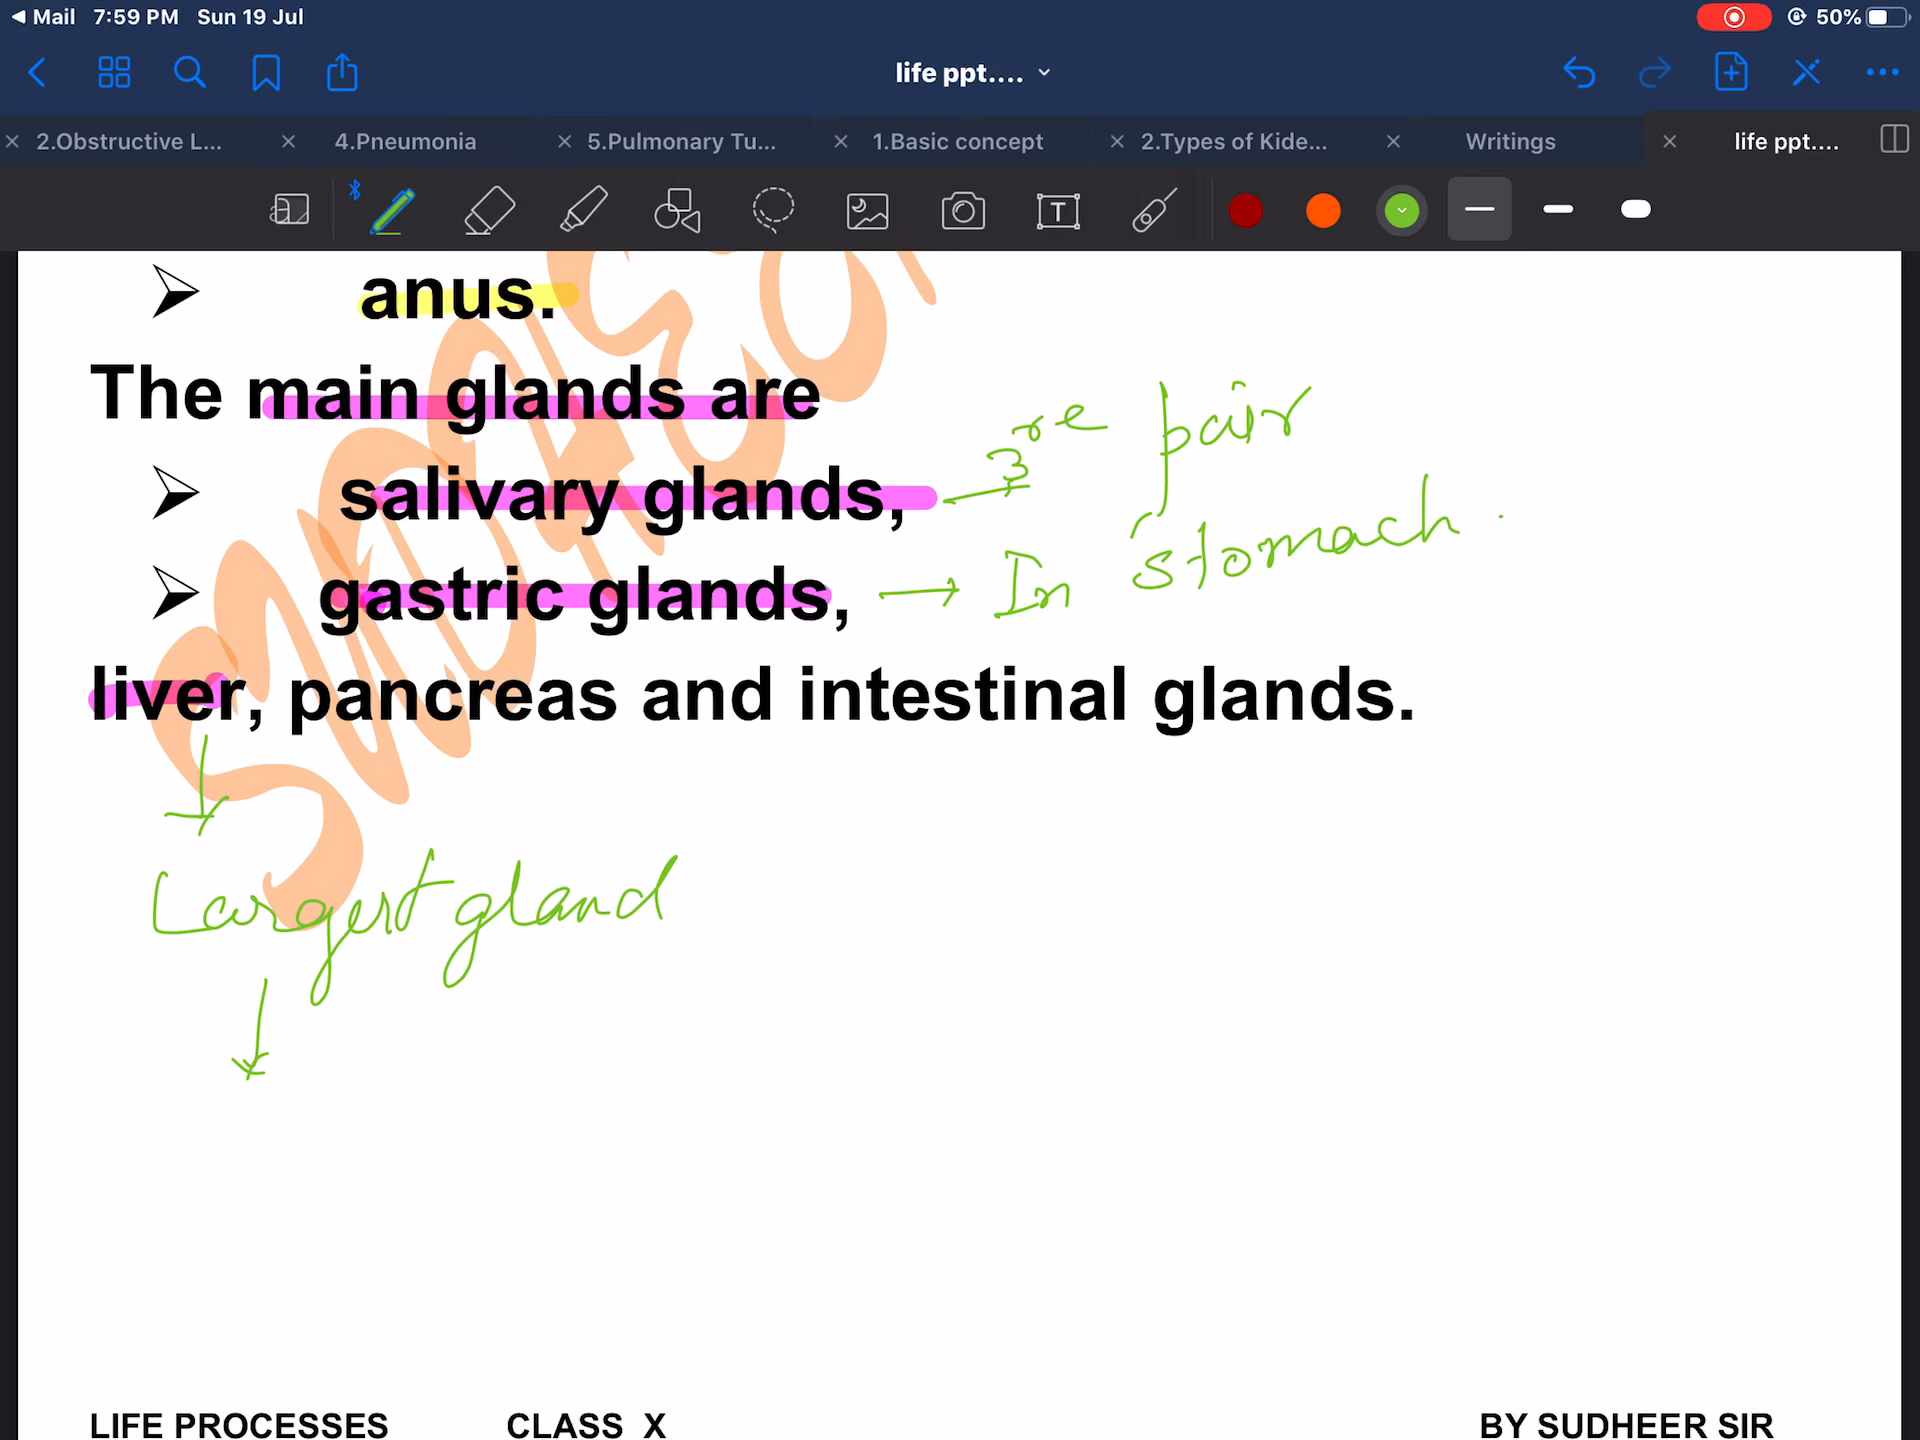 Mail 7:59 PM Sun 19 Jul 50%
life ppt....
2.Obstructive L... 4.Pneumonia 5.Pulmonary Tu... 1.Basic concept 2.Types of Kide... Writings life ppt....
anus.
The main glands are
salivary glands, → 3 pair
gastric glands, → In stomach.
liver, pancreas and intestinal glands.
Largest gland
LIFE PROCESSES CLASS X BY SUDHEER SIR